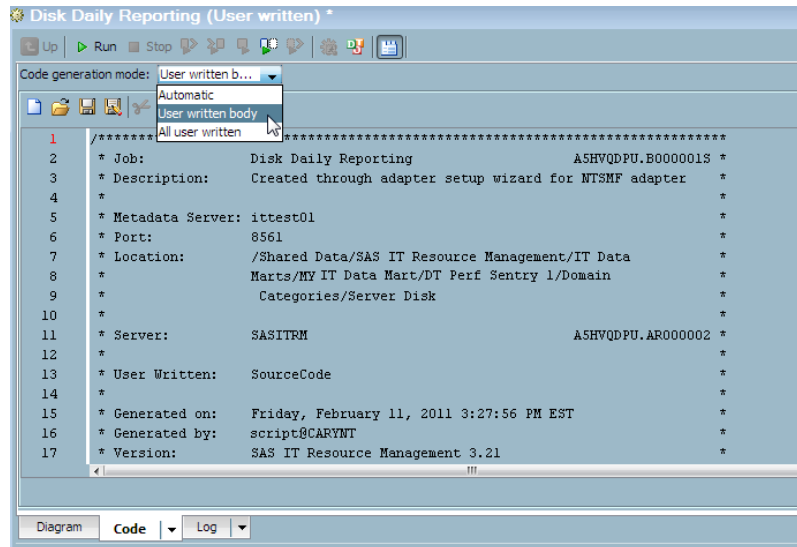 Disk Daily Reporting (User written) *
Up Run Stop
Code generation mode: User written b...
Automatic
User written body
All user written
1 /********************************************************************
2 * Job: Disk Daily Reporting A5HVQDPU.B000001S *
3 * Description: Created through adapter setup wizard for NTSMF adapter *
4 * *
5 * Metadata Server: ittest01 *
6 * Port: 8561 *
7 * Location: /Shared Data/SAS IT Resource Management/IT Data *
8 * Marts/MY IT Data Mart/DT Perf Sentry 1/Domain *
9 * Categories/Server Disk *
10 * *
11 * Server: SASITRM A5HVQDPU.AR000002 *
12 * *
13 * User Written: SourceCode *
14 * *
15 * Generated on: Friday, February 11, 2011 3:27:56 PM EST *
16 * Generated by: script@CARYNT *
17 * Version: SAS IT Resource Management 3.21 *
Diagram Code Log